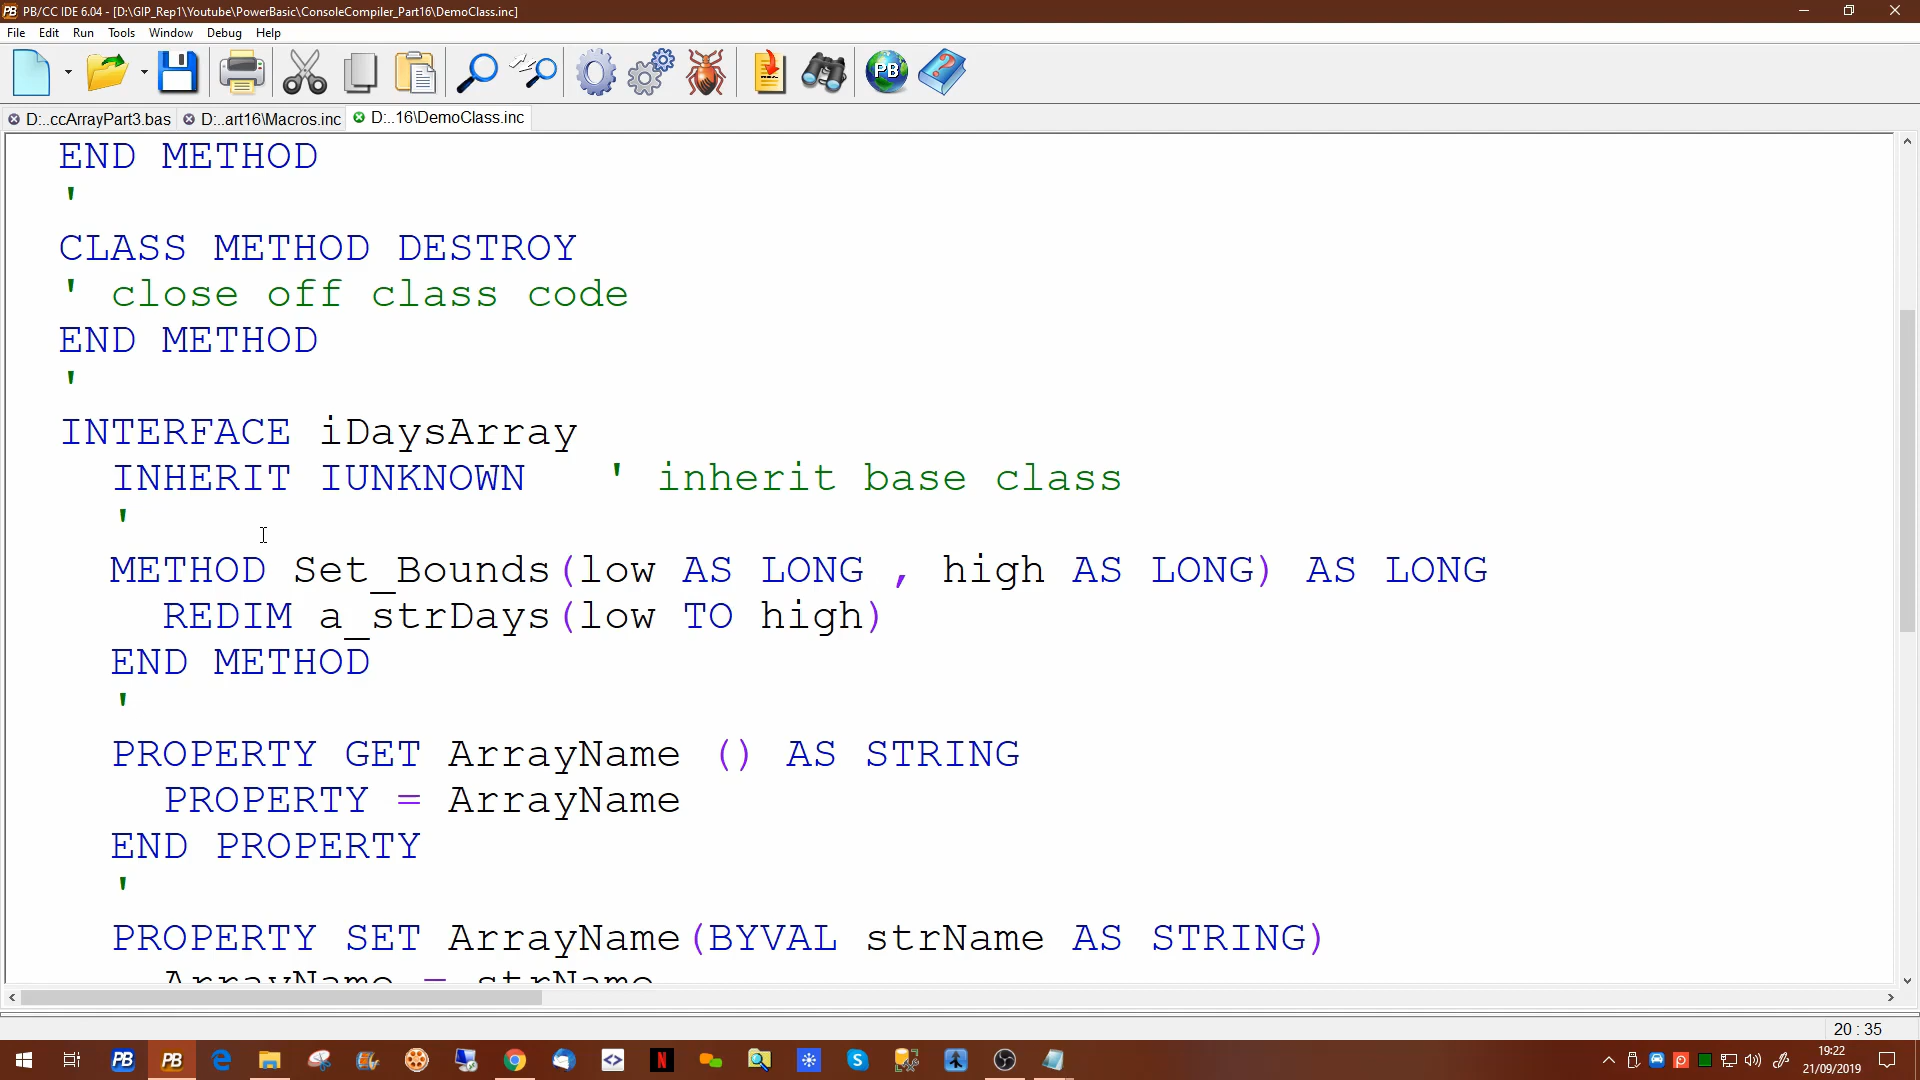 PB/CC IDE 6.04 - [D:\GIP_Rep1\Youtube\PowerBasic\ConsoleCompiler_Part16\DemoClass.inc]
File Edit Run Tools Window Debug Help
D:..ccArrayPart3.bas D:..art16\Macros.inc D:..16\DemoClass.inc
END METHOD
'
CLASS METHOD DESTROY
' close off class code
END METHOD
'
INTERFACE iDaysArray
INHERIT IUNKNOWN ' inherit base class
'
METHOD Set_Bounds(low AS LONG , high AS LONG) AS LONG
REDIM a_strDays(low TO high)
END METHOD
'
PROPERTY GET ArrayName () AS STRING
PROPERTY = ArrayName
END PROPERTY
'
PROPERTY SET ArrayName(BYVAL strName AS STRING)
ArrayName = strName
20 : 35
19:22
21/09/2019